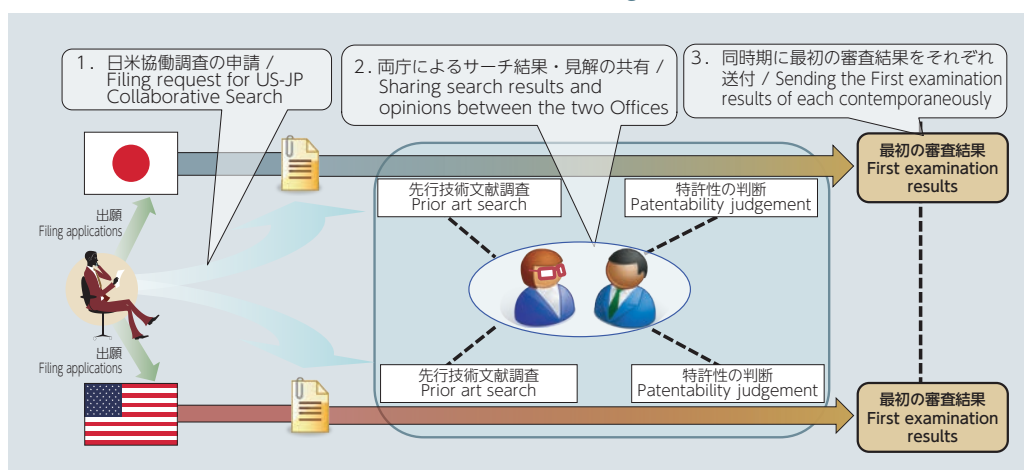 1. 日米協働調査の申請 /
Filing request for US-JP
Collaborative Search
2. 両庁によるサーチ結果・見解の共有 /
Sharing search results and
opinions between the two Offices
3. 同時期に最初の審査結果をそれぞれ
送付 / Sending the First examination
results of each contemporaneously
最初の審査結果
First examination
results
先行技術文献調査
Prior art search
特許性の判断
Patentability judgement
出願
Filing applications
出願
Filing applications
先行技術文献調査
Prior art search
特許性の判断
Patentability judgement
最初の審査結果
First examination
results